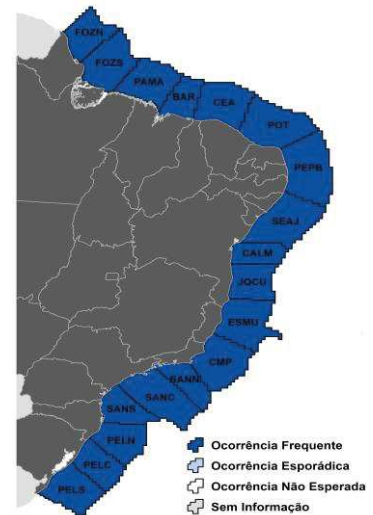 FOZN
FOZS
PAMA
BAR
CEA
POT
PEPB
SEAJ
CALM
JOCU
ESMU
CMP
SANN
SANC
SANS
PELN
PELC
PELS
Ocorrência Frequente
Ocorrência Esporádica
Ocorrência Não Esperada
Sem Informação